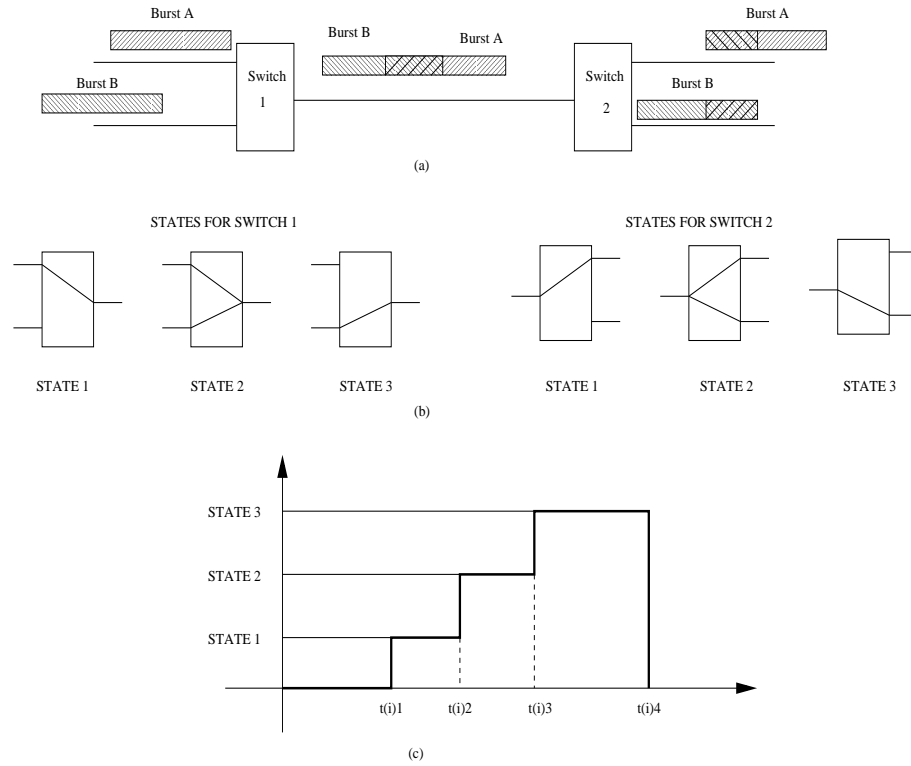 Burst A
Burst B
Switch
1
Burst B
Burst A
Switch
2
Burst A
Burst B
(a)
STATES FOR SWITCH 1
STATES FOR SWITCH 2
STATE 1
STATE 2
STATE 3
STATE 1
STATE 2
STATE 3
(b)
STATE 3
STATE 2
STATE 1
t(i)1
t(i)2
t(i)3
t(i)4
(c)